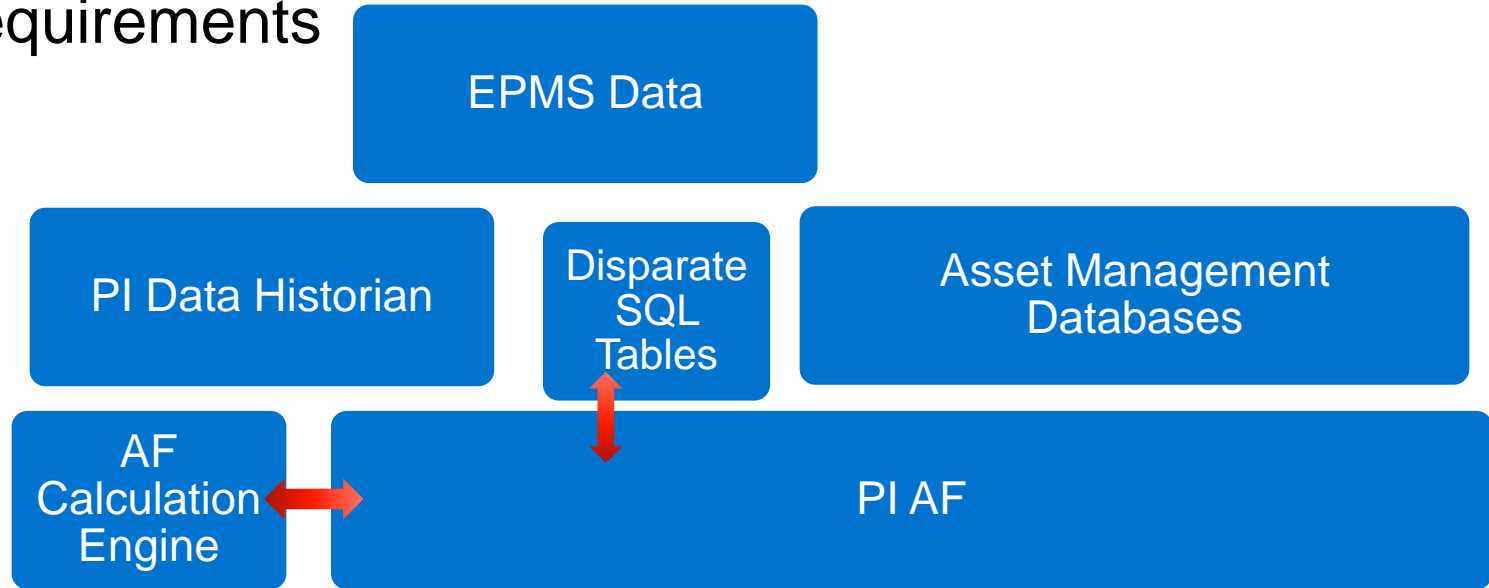 equirements
EPMS Data
PI Data Historian
Disparate
SQL
Tables
Asset Management
Databases
AF
Calculation
Engine
PI AF